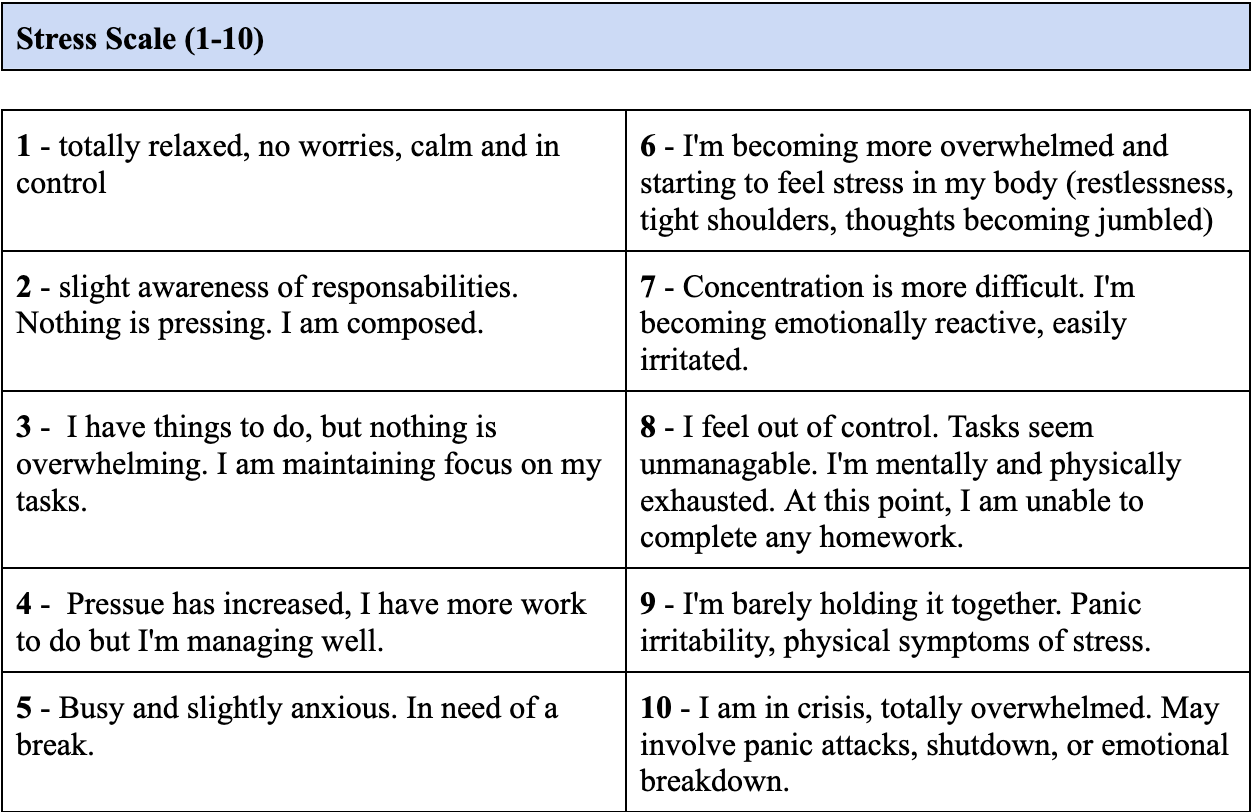 Stress Scale (1-10)
1 - totally relaxed, no worries, calm and in
control
2 - slight awareness of responsabilities.
Nothing is pressing. I am composed.
3 -  I have things to do, but nothing is
overwhelming. I am maintaining focus on my
tasks.
4 -  Pressue has increased, I have more work
to do but I'm managing well.
5 - Busy and slightly anxious. In need of a
break.
6 - I'm becoming more overwhelmed and
starting to feel stress in my body (restlessness,
tight shoulders, thoughts becoming jumbled)
7 - Concentration is more difficult. I'm
becoming emotionally reactive, easily
irritated.
8 - I feel out of control. Tasks seem
unmanagable. I'm mentally and physically
exhausted. At this point, I am unable to
complete any homework.
9 - I'm barely holding it together. Panic
irritability, physical symptoms of stress.
10 - I am in crisis, totally overwhelmed. May
involve panic attacks, shutdown, or emotional
breakdown.